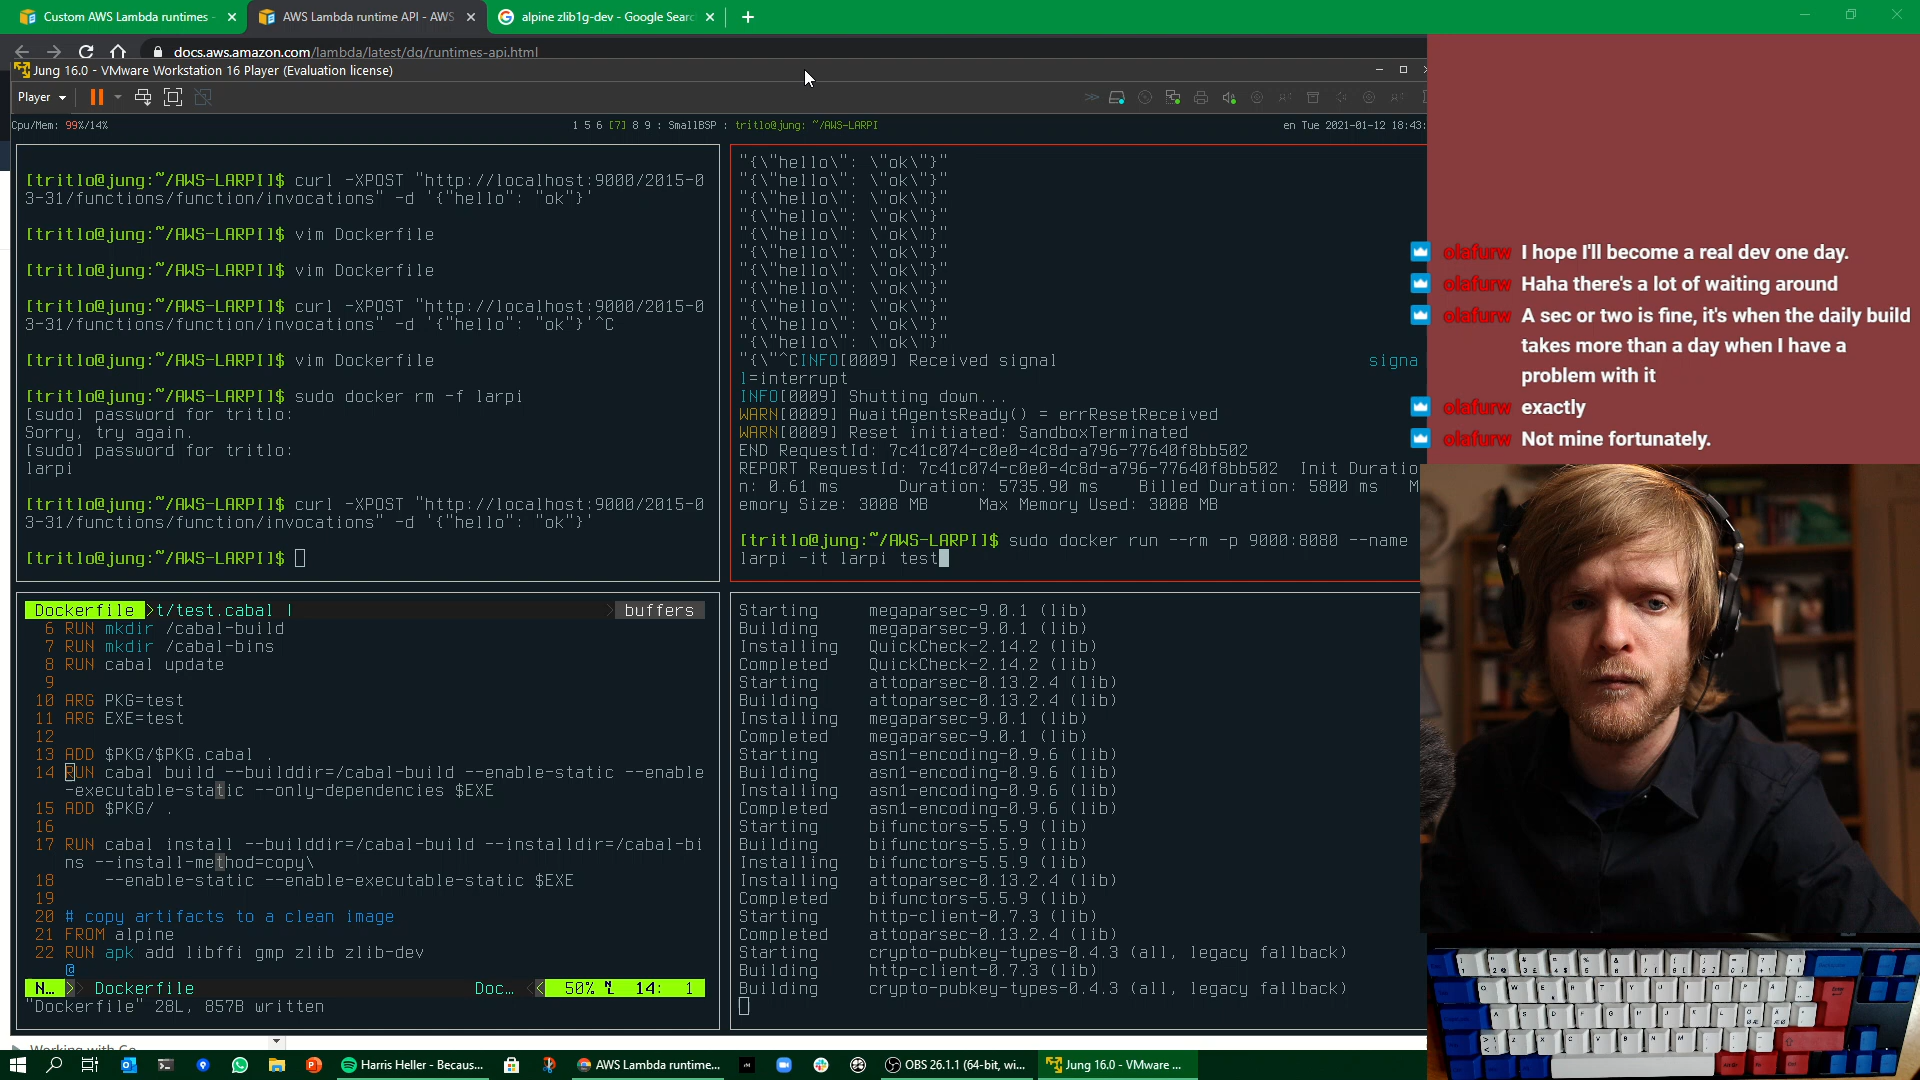 Custom AWS Lambda runtimes -
AWS Lambda runtime API - AWS
alpine zlib1g-dev - Google Searc
docs.aws.amazon.com/lambda/latest/dg/runtimes-api.html
Jung 16.0 - VMware Workstation 16 Player (Evaluation license)
Player
Cpu/Mem: 99%/14%
1 5 6 [7] 8 9 : SmallBSP : tritlo@jung: ~/AWS-LARPI
en Tue 2021-01-12 18:43:
[tritlo@jung:~/AWS-LARPI]$ curl -XPOST "http://localhost:9000/2015-0
3-31/functions/function/invocations" -d '{"hello": "ok"}'
[tritlo@jung:~/AWS-LARPI]$ vim Dockerfile
[tritlo@jung:~/AWS-LARPI]$ vim Dockerfile
[tritlo@jung:~/AWS-LARPI]$ curl -XPOST "http://localhost:9000/2015-0
3-31/functions/function/invocations" -d '{"hello": "ok"}'^C
[tritlo@jung:~/AWS-LARPI]$ vim Dockerfile
[tritlo@jung:~/AWS-LARPI]$ sudo docker rm -f larpi
[sudo] password for tritlo:
Sorry, try again.
[sudo] password for tritlo:
larpi
[tritlo@jung:~/AWS-LARPI]$ curl -XPOST "http://localhost:9000/2015-0
3-31/functions/function/invocations" -d '{"hello": "ok"}'
[tritlo@jung:~/AWS-LARPI]$
"{\"hello\": \"ok\"}"
"{\"hello\": \"ok\"}"
"{\"hello\": \"ok\"}"
"{\"hello\": \"ok\"}"
"{\"hello\": \"ok\"}"
"{\"hello\": \"ok\"}"
"{\"hello\": \"ok\"}"
"{\"hello\": \"ok\"}"
"{\"hello\": \"ok\"}"
"{\"hello\": \"ok\"}"
"{\"hello\": \"ok\"}"
"{\"^CINFO[0009] Received signal signa
l=interrupt
INFO[0009] Shutting down...
WARN[0009] AwaitAgentsReady() = errResetReceived
WARN[0009] Reset initiated: SandboxTerminated
END RequestId: 7c41c074-c0e0-4c8d-a796-77640f8bb502
REPORT RequestId: 7c41c074-c0e0-4c8d-a796-77640f8bb502 Init Duratio
n: 0.61 ms Duration: 5735.90 ms Billed Duration: 5800 ms M
emory Size: 3008 MB Max Memory Used: 3008 MB
[tritlo@jung:~/AWS-LARPI]$ sudo docker run --rm -p 9000:8080 --name
larpi -it larpi test
Dockerfile t/test.cabal | buffers
6 RUN mkdir /cabal-build
7 RUN mkdir /cabal-bins
8 RUN cabal update
9
10 ARG PKG=test
11 ARG EXE=test
12
13 ADD $PKG/$PKG.cabal .
14 RUN cabal build --builddir=/cabal-build --enable-static --enable
-executable-static --only-dependencies $EXE
15 ADD $PKG/ .
16
17 RUN cabal install --builddir=/cabal-build --installdir=/cabal-bi
ns --install-method=copy\
18 --enable-static --enable-executable-static $EXE
19
20 # copy artifacts to a clean image
21 FROM alpine
22 RUN apk add libffi gmp zlib zlib-dev
@
N... > Dockerfile Doc... < 50% 14: 1
"Dockerfile" 28L, 857B written
Starting megaparsec-9.0.1 (lib)
Building megaparsec-9.0.1 (lib)
Installing QuickCheck-2.14.2 (lib)
Completed QuickCheck-2.14.2 (lib)
Starting attoparsec-0.13.2.4 (lib)
Building attoparsec-0.13.2.4 (lib)
Installing megaparsec-9.0.1 (lib)
Completed megaparsec-9.0.1 (lib)
Starting asn1-encoding-0.9.6 (lib)
Building asn1-encoding-0.9.6 (lib)
Installing asn1-encoding-0.9.6 (lib)
Completed asn1-encoding-0.9.6 (lib)
Starting bifunctors-5.5.9 (lib)
Building bifunctors-5.5.9 (lib)
Installing bifunctors-5.5.9 (lib)
Installing attoparsec-0.13.2.4 (lib)
Completed bifunctors-5.5.9 (lib)
Starting http-client-0.7.3 (lib)
Completed attoparsec-0.13.2.4 (lib)
Starting crypto-pubkey-types-0.4.3 (all, legacy fallback)
Building http-client-0.7.3 (lib)
Building crypto-pubkey-types-0.4.3 (all, legacy fallback)
olafurw I hope I'll become a real dev one day.
olafurw Haha there's a lot of waiting around
olafurw A sec or two is fine, it's when the daily build
takes more than a day when I have a
problem with it
olafurw exactly
olafurw Not mine fortunately.
Working with Go
Harris Heller - Becaus...
AWS Lambda runtime...
OBS 26.1.1 (64-bit, wi...
Jung 16.0 - VMware ...